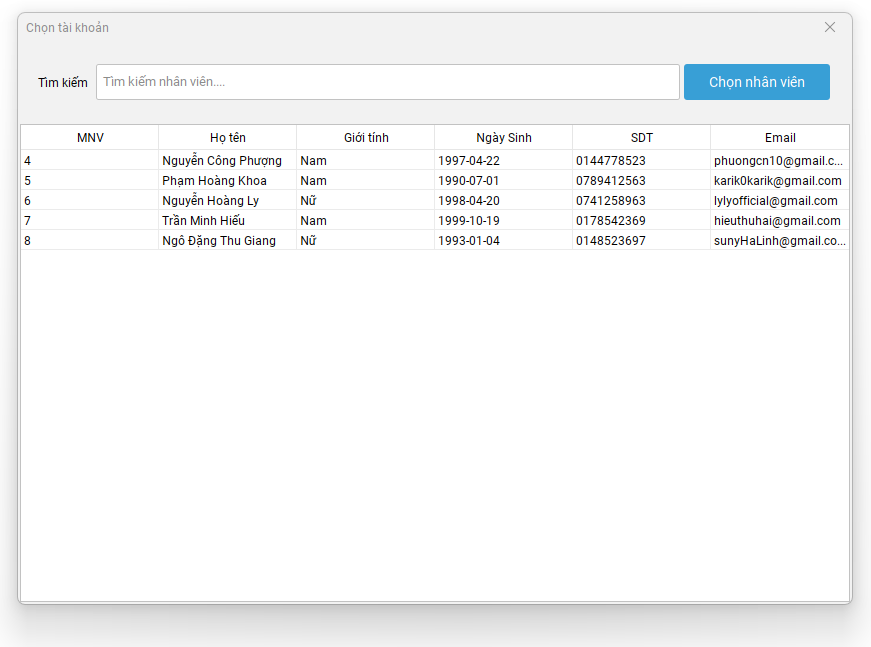 Chọn tài khoản
Tìm kiếm Tìm kiếm nhân viên.... Chọn nhân viên
MNV Họ tên Giới tính Ngày Sinh SDT Email
4 Nguyễn Công Phượng Nam 1997-04-22 0144778523 phuongcn10@gmail.c...
5 Phạm Hoàng Khoa Nam 1990-07-01 0789412563 karik0karik@gmail.com
6 Nguyễn Hoàng Ly Nữ 1998-04-20 0741258963 lylyofficial@gmail.com
7 Trần Minh Hiếu Nam 1999-10-19 0178542369 hieuthuhai@gmail.com
8 Ngô Đặng Thu Giang Nữ 1993-01-04 0148523697 sunyHaLinh@gmail.co...